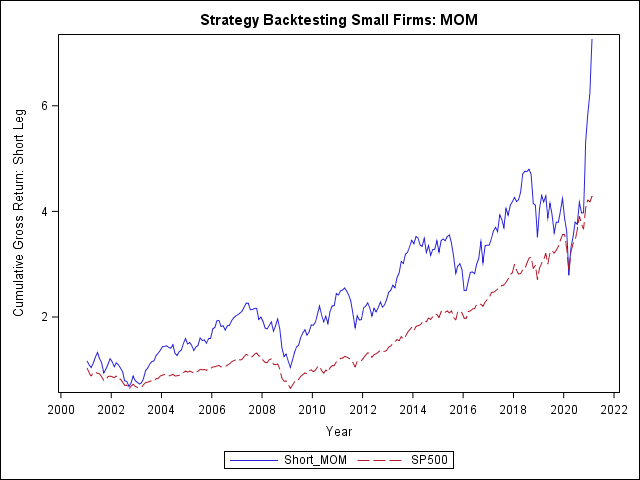 Strategy Backtesting Small Firms: MOM
Cumulative Gross Return: Short Leg
6
4
2
2000 2002 2004 2006 2008 2010 2012 2014 2016 2018 2020 2022
Year
Short_MOM SP500